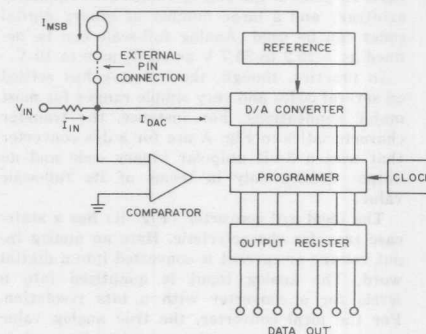 I_MSB
REFERENCE
EXTERNAL
PIN
CONNECTION
V_IN
I_IN
I_DAC
D/A CONVERTER
PROGRAMMER
CLOCK
COMPARATOR
OUTPUT REGISTER
DATA OUT